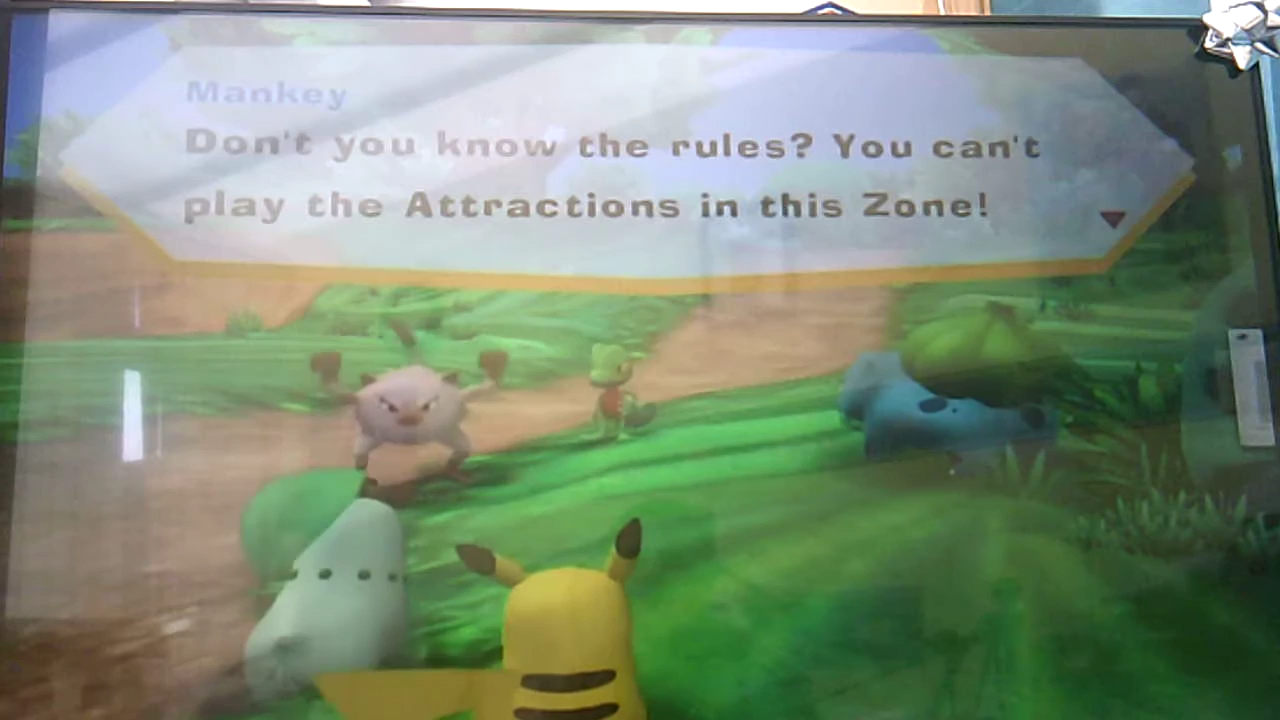 Mankey
Don't you know the rules? You can't
play the Attractions in this Zone!